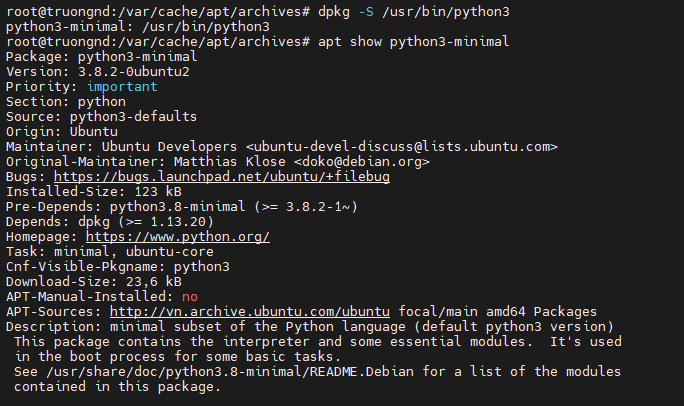 root@truongnd:/var/cache/apt/archives# dpkg -S /usr/bin/python3
python3-minimal: /usr/bin/python3
root@truongnd:/var/cache/apt/archives# apt show python3-minimal
Package: python3-minimal
Version: 3.8.2-0ubuntu2
Priority: important
Section: python
Source: python3-defaults
Origin: Ubuntu
Maintainer: Ubuntu Developers <ubuntu-devel-discuss@lists.ubuntu.com>
Original-Maintainer: Matthias Klose <doko@debian.org>
Bugs: https://bugs.launchpad.net/ubuntu/+filebug
Installed-Size: 123 kB
Pre-Depends: python3.8-minimal (>= 3.8.2-1~)
Depends: dpkg (>= 1.13.20)
Homepage: https://www.python.org/
Task: minimal, ubuntu-core
Cnf-Visible-Pkgname: python3
Download-Size: 23,6 kB
APT-Manual-Installed: no
APT-Sources: http://vn.archive.ubuntu.com/ubuntu focal/main amd64 Packages
Description: minimal subset of the Python language (default python3 version)
 This package contains the interpreter and some essential modules.  It's used
 in the boot process for some basic tasks.
 See /usr/share/doc/python3.8-minimal/README.Debian for a list of the modules
 contained in this package.